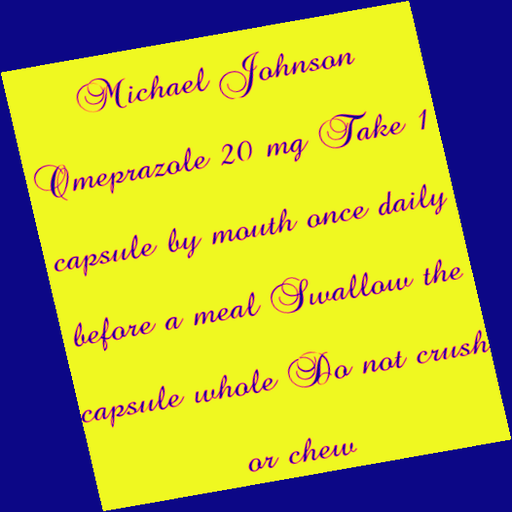 Michael Johnson
Omeprazole 20 mg Take 1
capsule by mouth once daily
before a meal Swallow the
capsule whole Do not crush
or chew